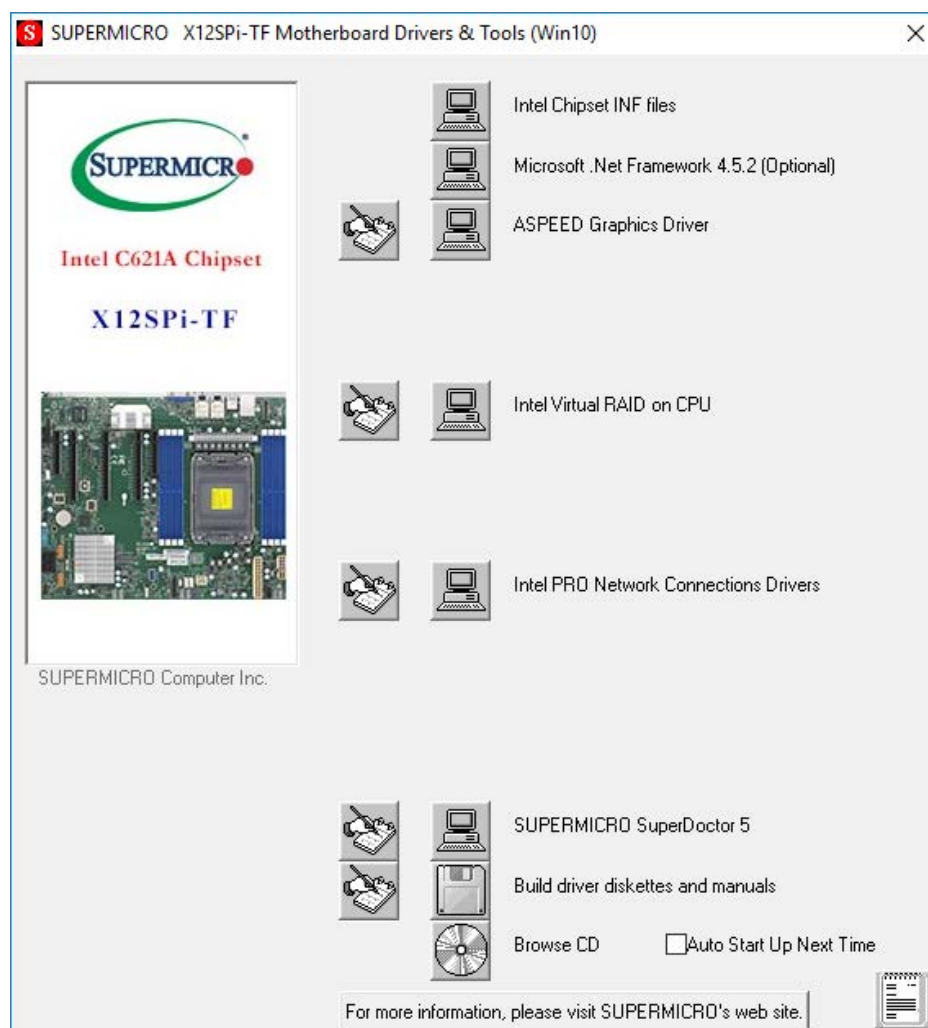 S SUPERMICRO X12SPi-TF Motherboard Drivers & Tools (Win10)
SUPERMICR
Intel C621A Chipset
X12SPi-TF
SUPERMICRO Computer Inc.
Intel Chipset INF files
Microsoft .Net Framework 4.5.2 (Optional)
ASPEED Graphics Driver
Intel Virtual RAID on CPU
Intel PRO Network Connections Drivers
SUPERMICRO SuperDoctor 5
Build driver diskettes and manuals
Browse CD Auto Start Up Next Time
For more information, please visit SUPERMICRO's web site.